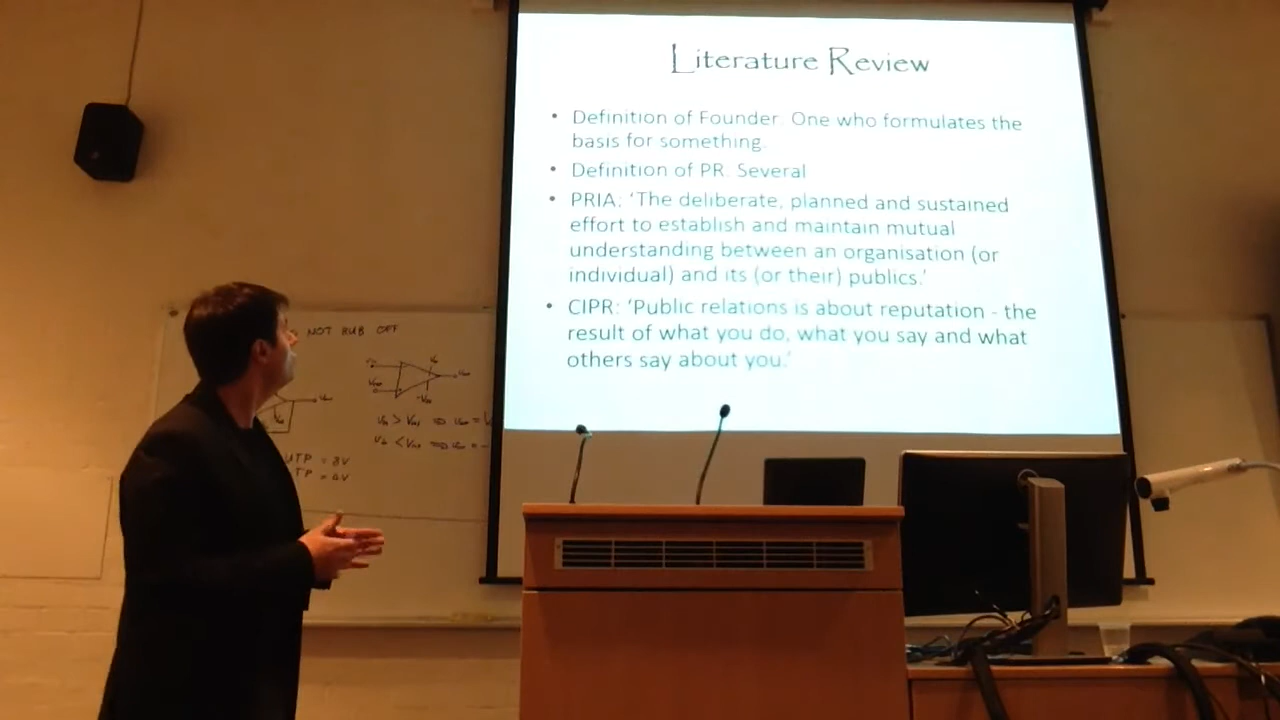 Literature Review
• Definition of Founder. One who formulates the
basis for something.
• Definition of PR. Several
• PRIA: ‘The deliberate, planned and sustained
effort to establish and maintain mutual
understanding between an organisation (or
individual) and its (or their) publics.’
• CIPR: ‘Public relations is about reputation - the
result of what you do, what you say and what
others say about you.’
NOT RUB OFF